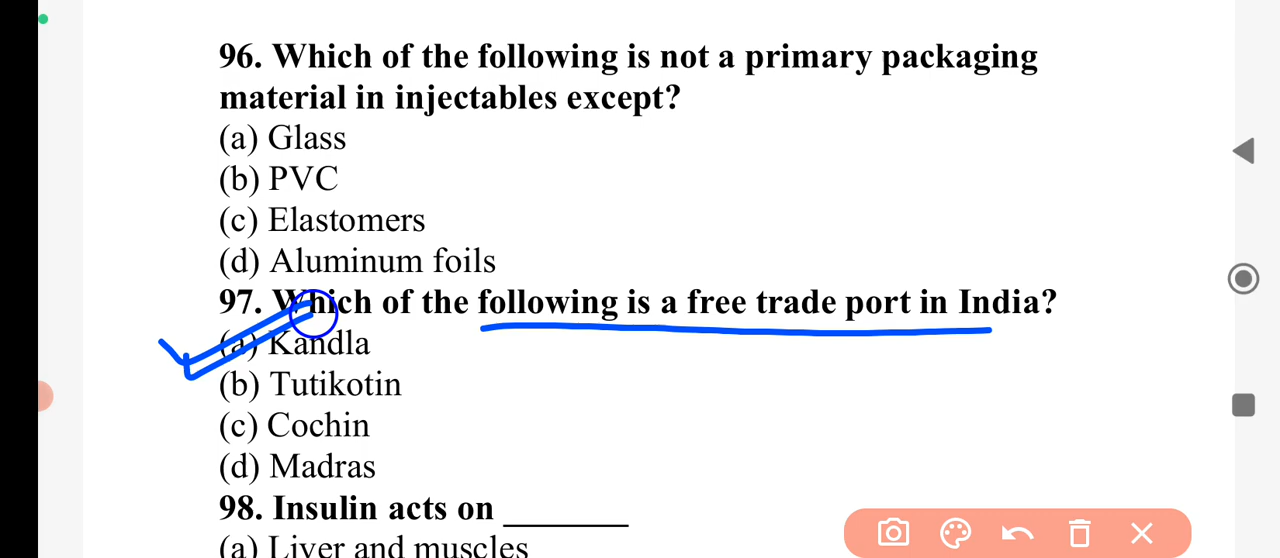 96. Which of the following is not a primary packaging
material in injectables except?
(a) Glass
(b) PVC
(c) Elastomers
(d) Aluminum foils
97. Which of the following is a free trade port in India?
(a) Kandla
(b) Tutikotin
(c) Cochin
(d) Madras
98. Insulin acts on _______
(a) Liver and muscles